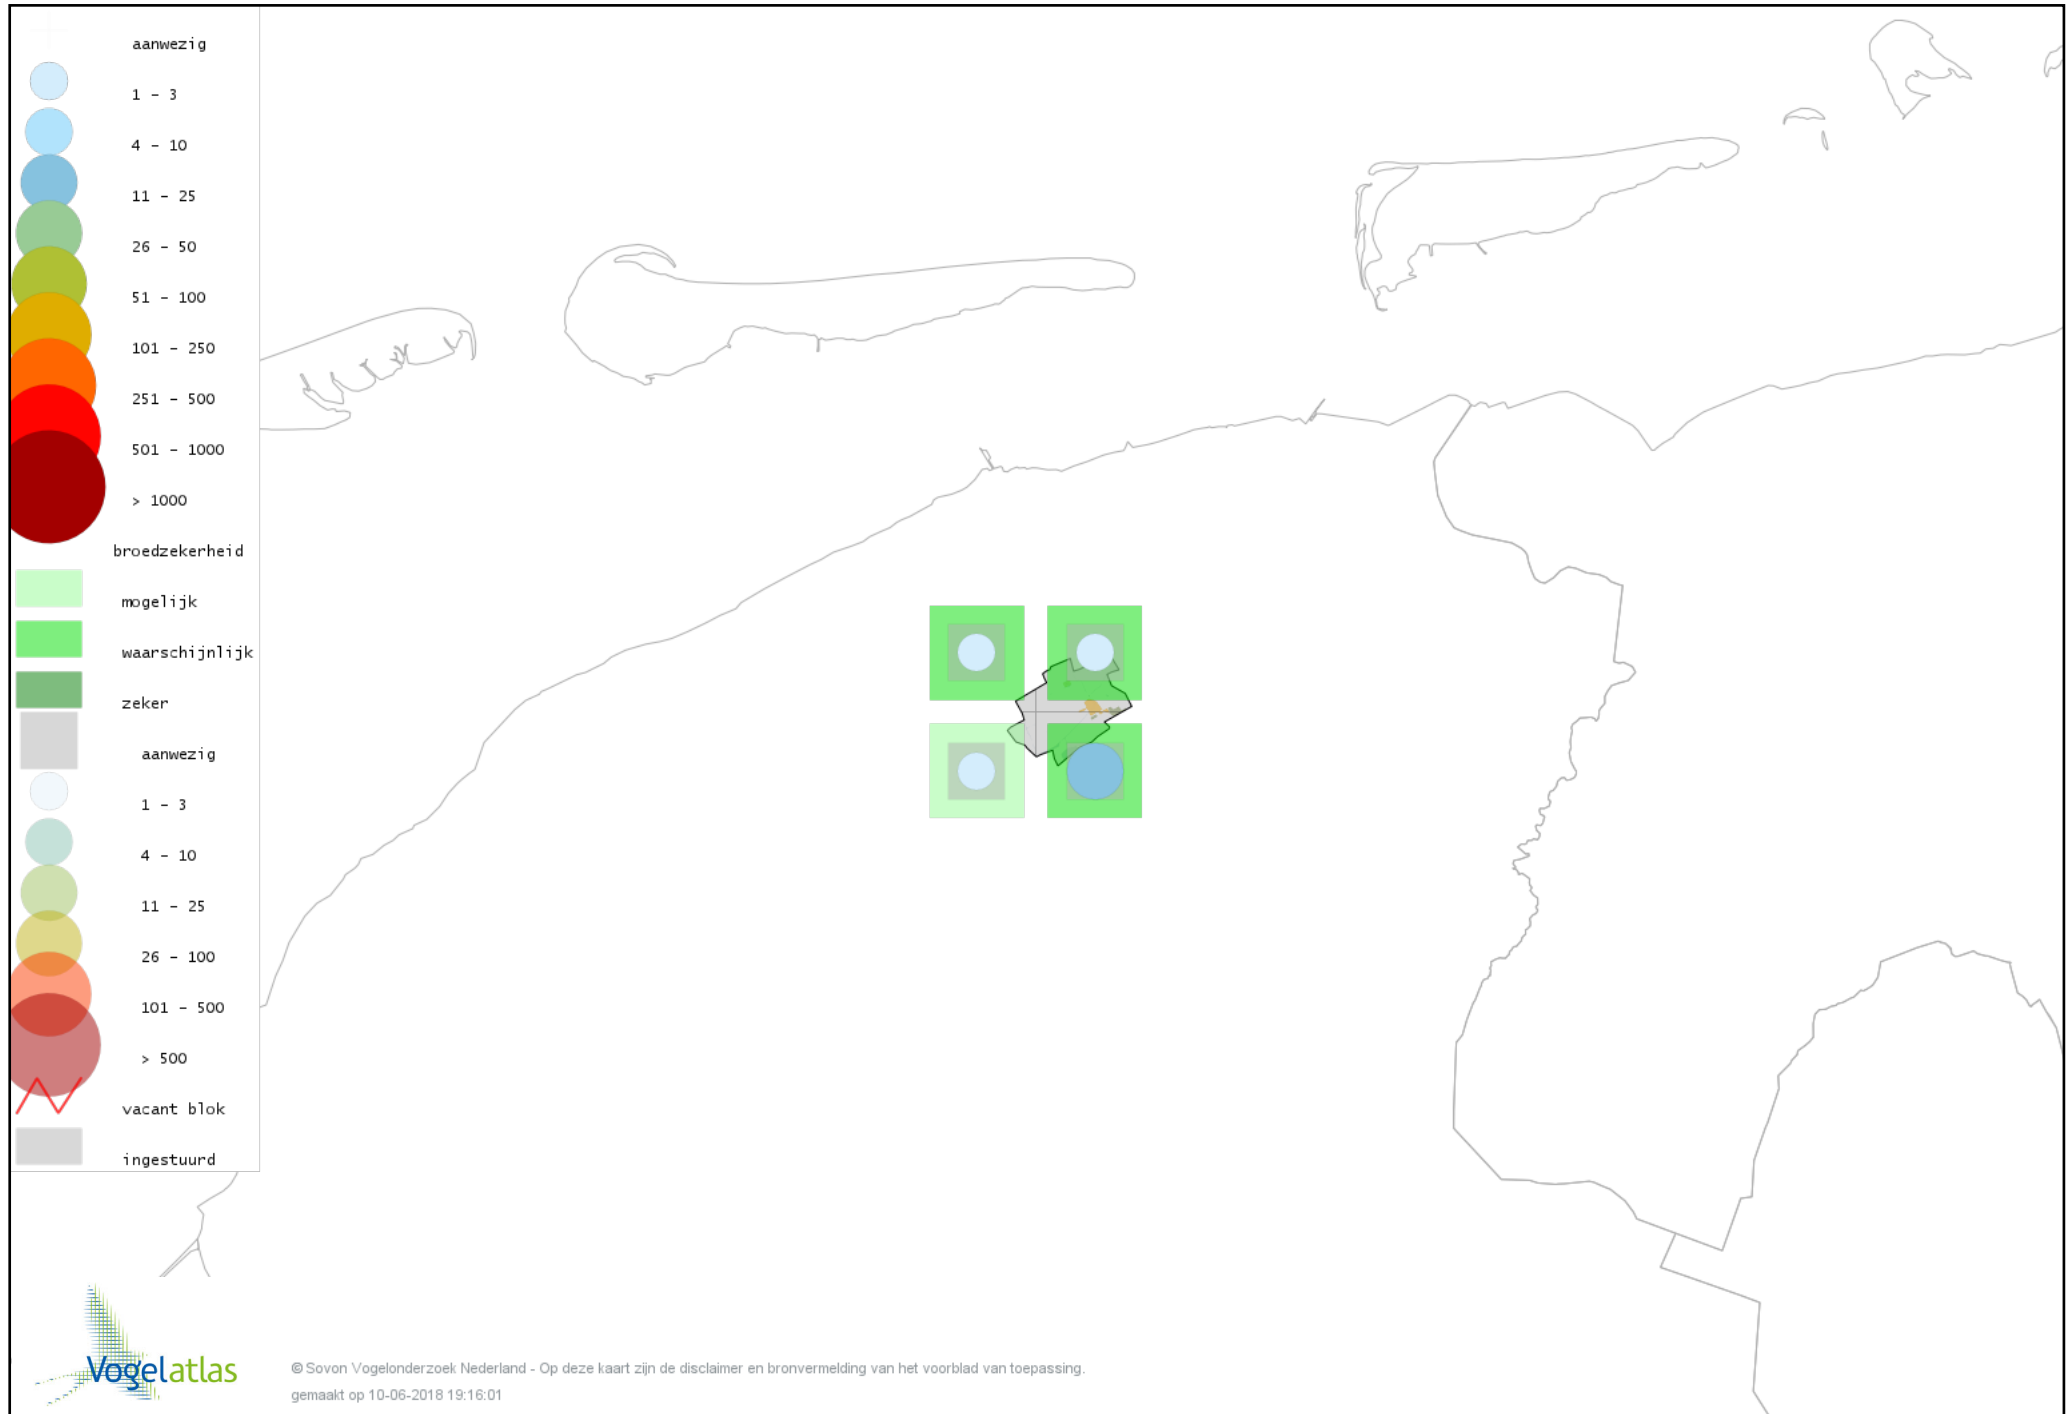 aanwezig
1 - 3
4 - 10
11 - 25
26 - 50
51 - 100
101 - 250
251 - 500
501 - 1000
> 1000
broedzekerheid
mogelijk
waarschijnlijk
zeker
aanwezig
1 - 3
4 - 10
11 - 25
26 - 100
101 - 500
> 500
vacant blok
ingestuurd
Vogelatlas
© Sovon Vogelonderzoek Nederland - Op deze kaart zijn de disclaimer en bronvermelding van het voorblad van toepassing.
gemaakt op 10-06-2018 19:16:01